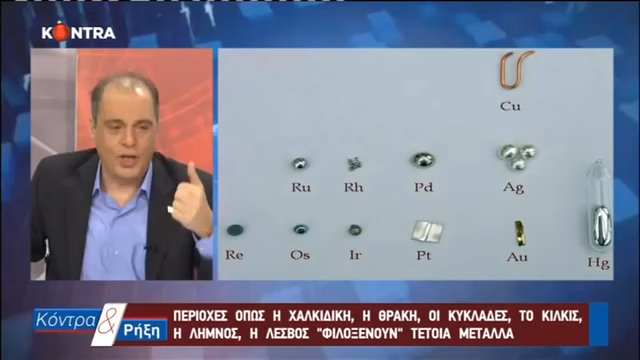 KONTRA
Cu
Ru Rh Pd Ag
Re Os Ir Pt Au Hg
Κόντρα & Ρήξη
ΠΕΡΙΟΧΕΣ ΟΠΩΣ Η ΧΑΛΚΙΔΙΚΗ, Η ΘΡΑΚΗ, ΟΙ ΚΥΚΛΑΔΕΣ, ΤΟ ΚΙΛΚΙΣ,
Η ΛΗΜΝΟΣ, Η ΛΕΣΒΟΣ "ΦΙΛΟΞΕΝΟΥΝ" ΤΕΤΟΙΑ ΜΕΤΑΛΛΑ